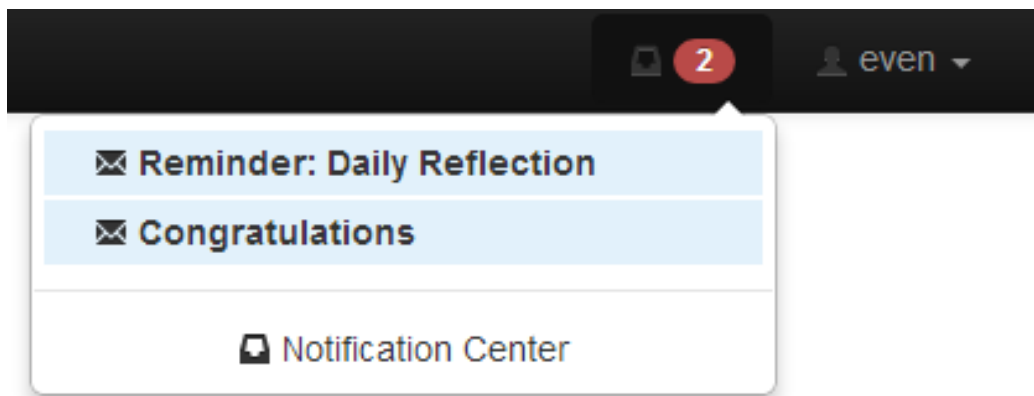 2 even
Reminder: Daily Reflection
Congratulations
Notification Center